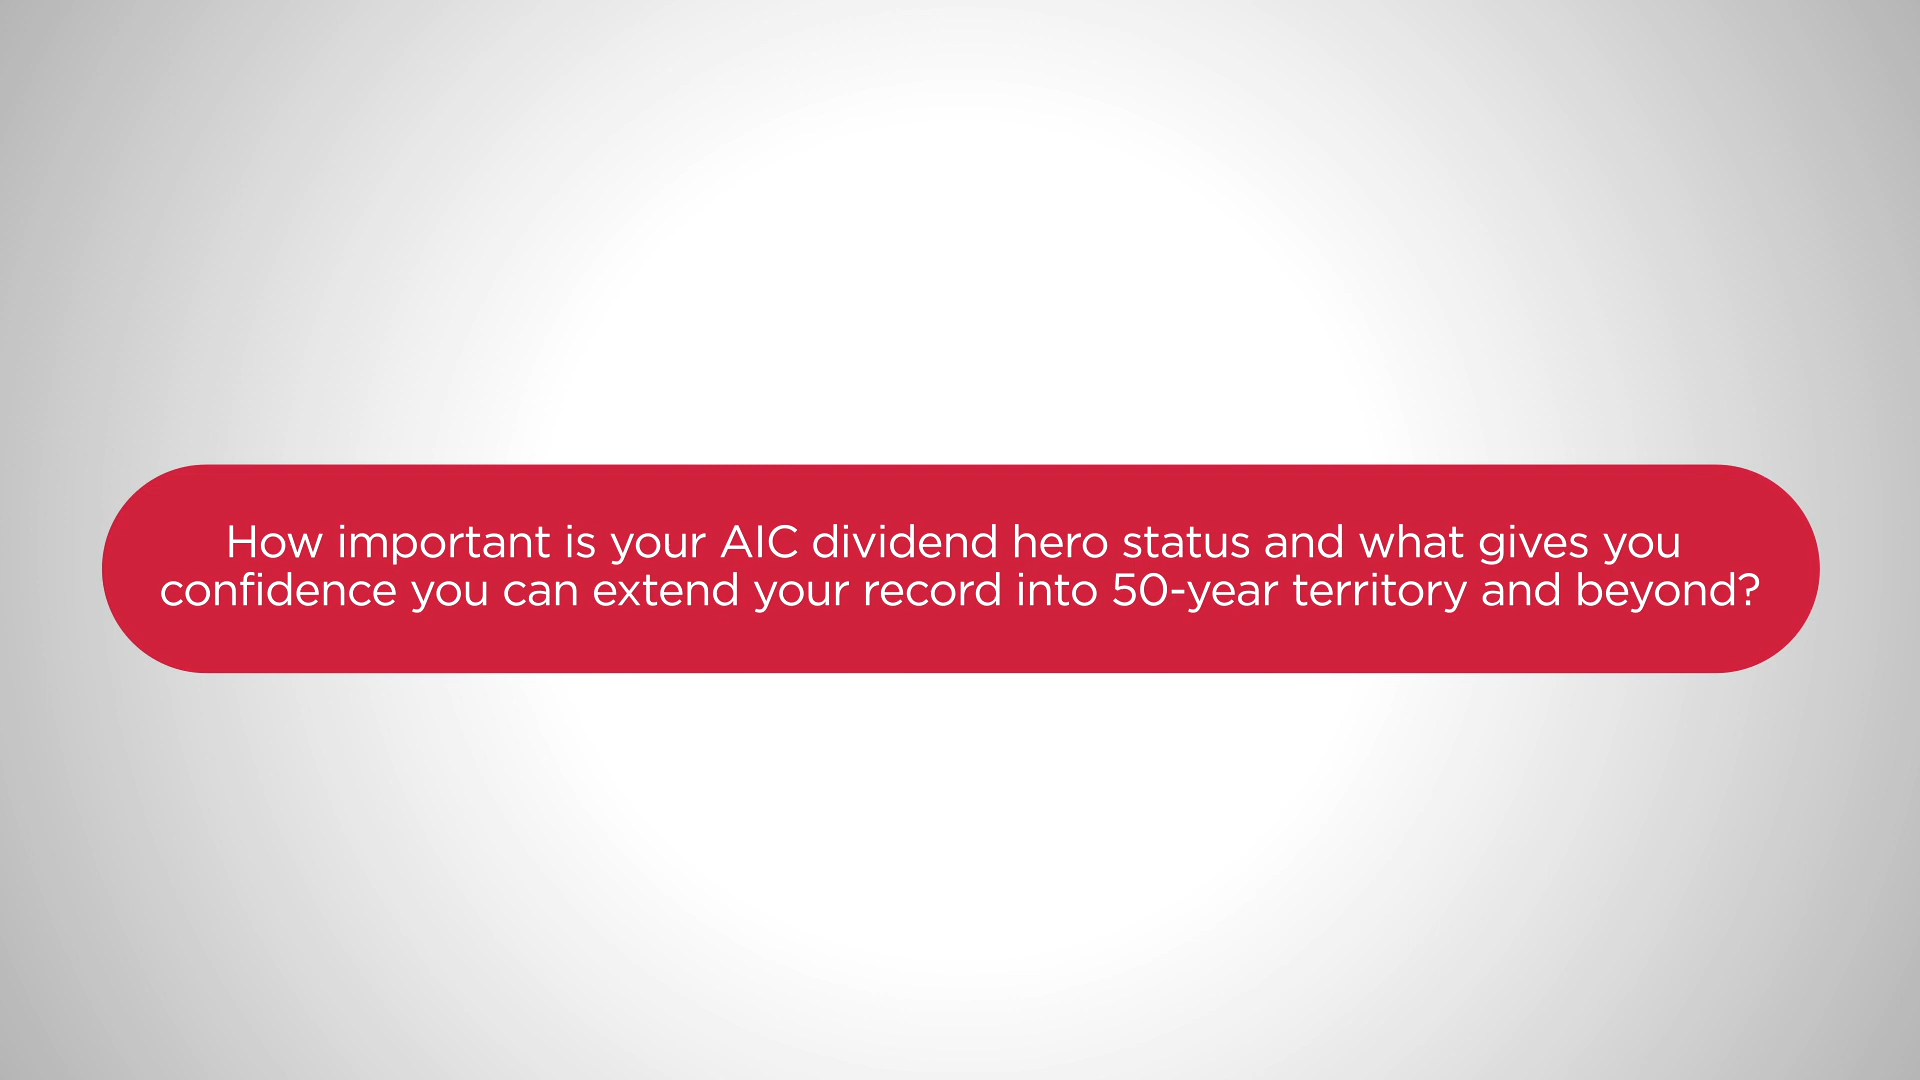 How important is your AIC dividend hero status and what gives you
confidence you can extend your record into 50-year territory and beyond?